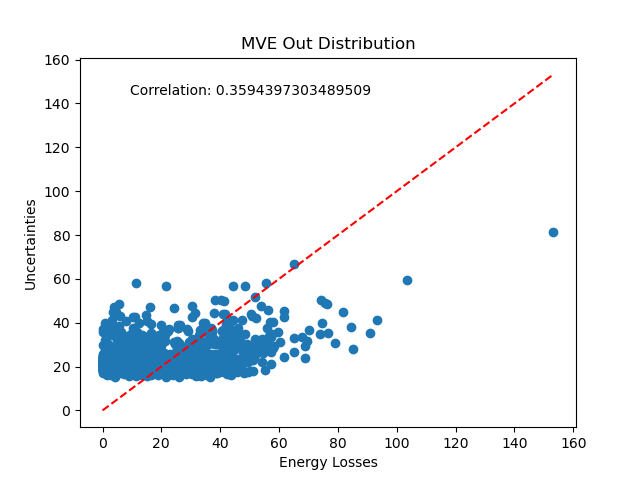 MVE Out Distribution
160
140
120
100
80
60
40
20
0
Uncertainties
Correlation: 0.3594397303489509
0 20 40 60 80 100 120 140 160
Energy Losses